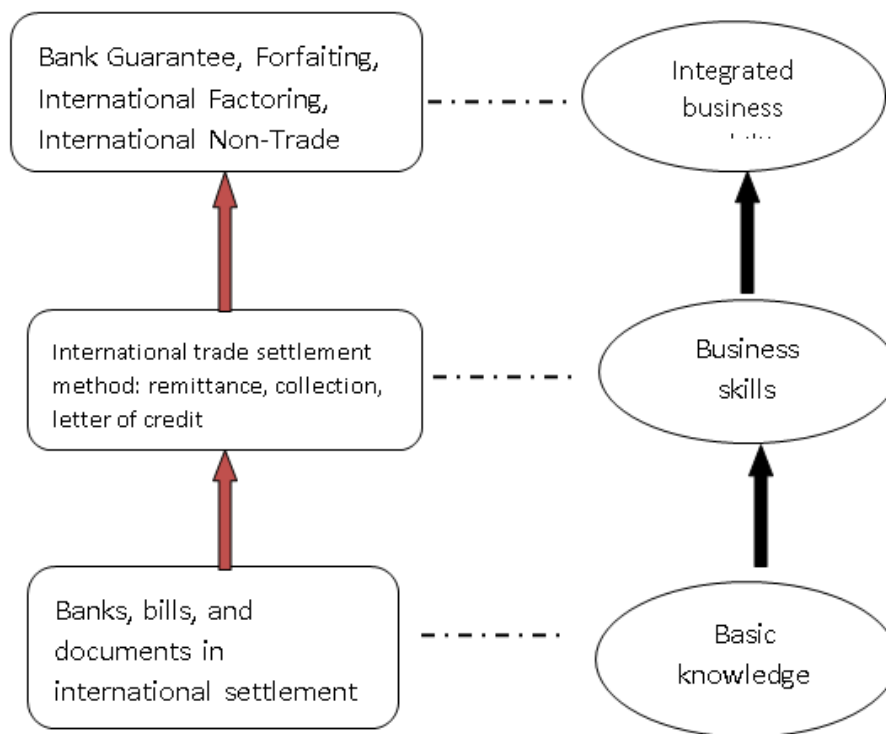 Bank Guarantee, Forfaiting,
International Factoring,
International Non-Trade
Integrated
business
International trade settlement
method: remittance, collection,
letter of credit
Business
skills
Banks, bills, and
documents in
international settlement
Basic
knowledge